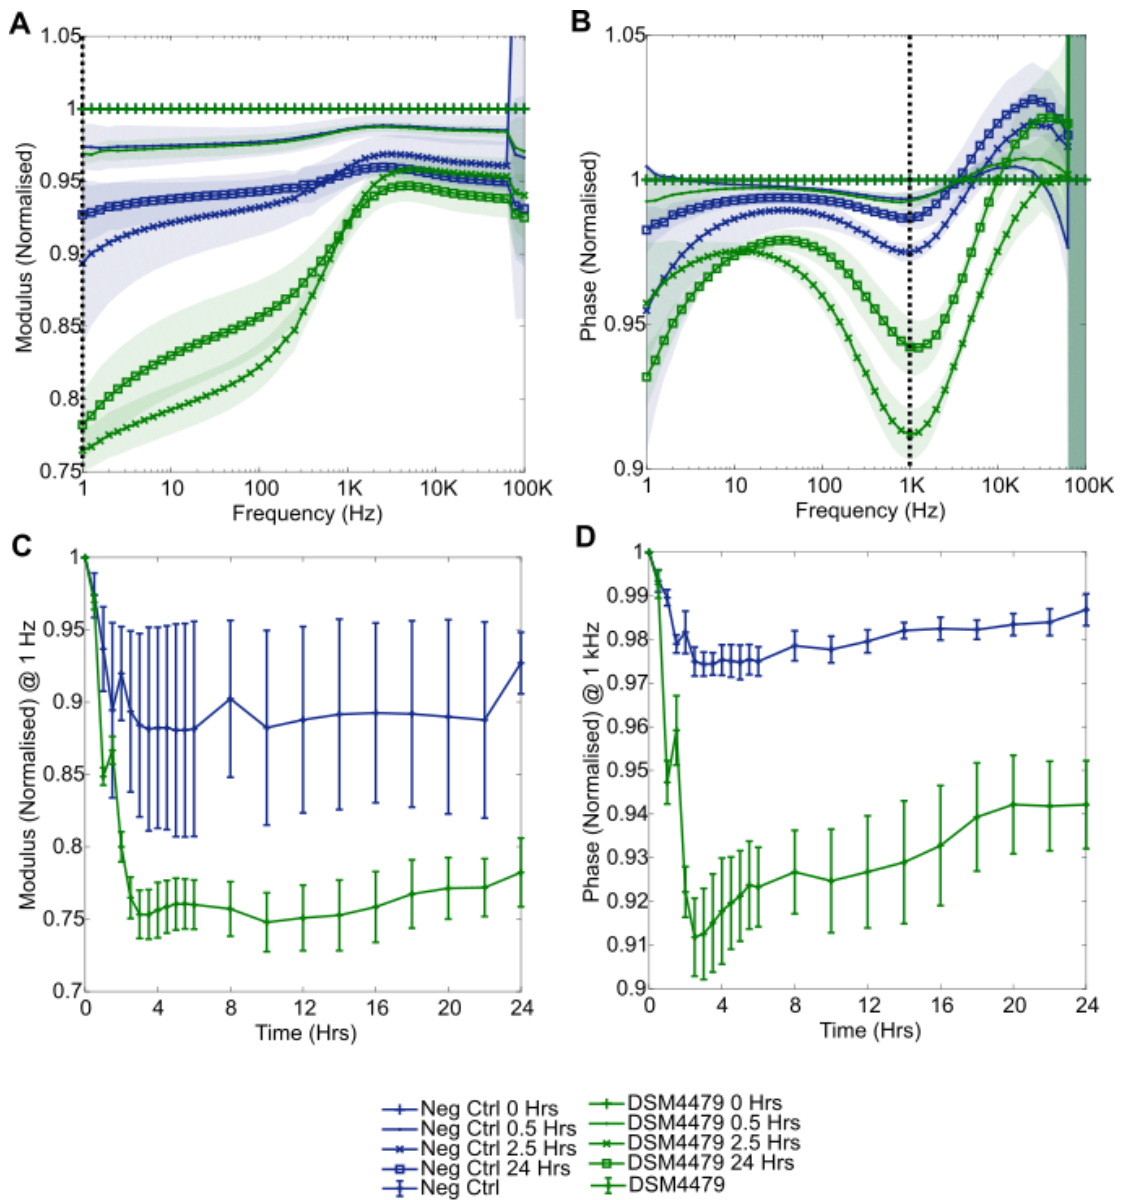 A
1.05
1
0.95
0.9
0.85
0.8
0.75
Modulus (Normalised)
1 10 100 1K 10K 100K
Frequency (Hz)
B
1.05
1
0.95
0.9
Phase (Normalised)
1 10 100 1K 10K 100K
Frequency (Hz)
C
1
0.95
0.9
0.85
0.8
0.75
0.7
Modulus (Normalised) @ 1 Hz
0 4 8 12 16 20 24
Time (Hrs)
D
1
0.99
0.98
0.97
0.96
0.95
0.94
0.93
0.92
0.91
0.9
Phase (Normalised) @ 1 kHz
0 4 8 12 16 20 24
Time (Hrs)
Neg Ctrl 0 Hrs
Neg Ctrl 0.5 Hrs
Neg Ctrl 2.5 Hrs
Neg Ctrl 24 Hrs
Neg Ctrl
DSM4479 0 Hrs
DSM4479 0.5 Hrs
DSM4479 2.5 Hrs
DSM4479 24 Hrs
DSM4479